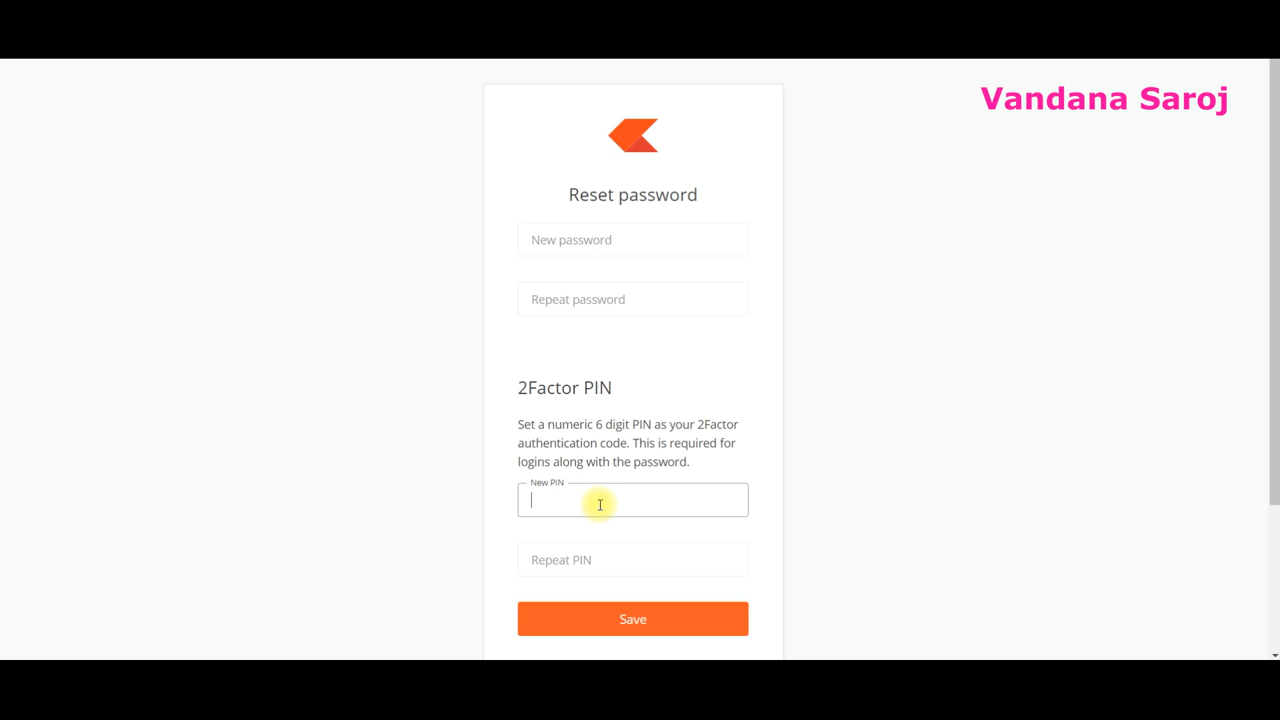 Vandana Saroj
Reset password
New password
Repeat password
2Factor PIN
Set a numeric 6 digit PIN as your 2Factor
authentication code. This is required for
logins along with the password.
New PIN
Repeat PIN
Save